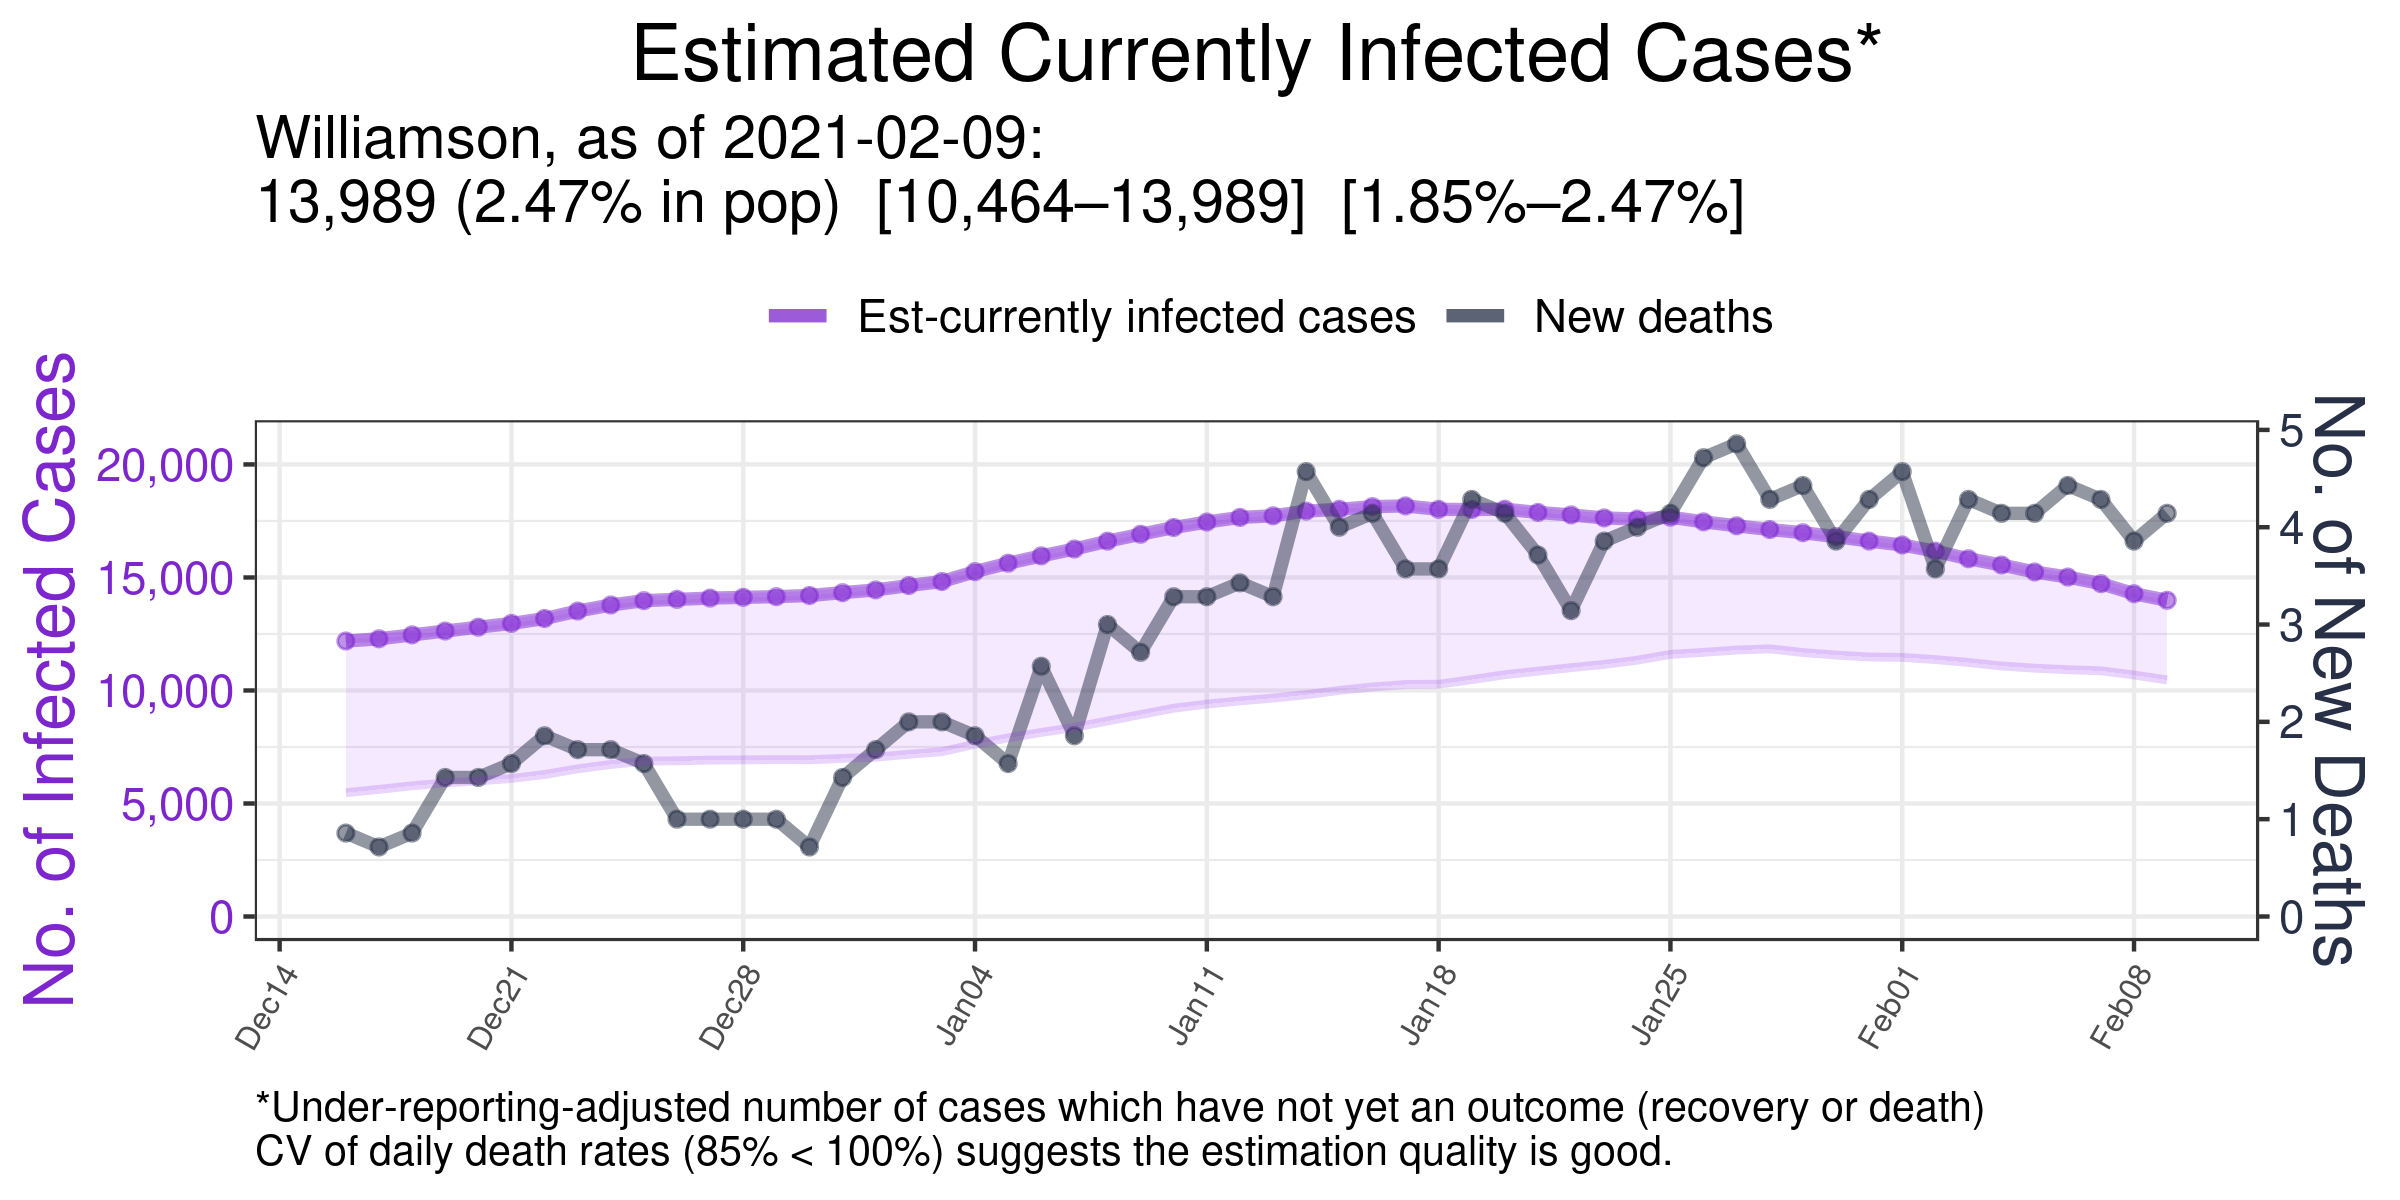 Estimated Currently Infected Cases*
Williamson, as of 2021-02-09:
13,989 (2.47% in pop)  [10,464–13,989]  [1.85%–2.47%]
Est-currently infected cases
New deaths
No. of Infected Cases
20,000
15,000
10,000
5,000
0
5
4
3
2
1
0
No. of New Deaths
Dec14
Dec21
Dec28
Jan04
Jan11
Jan18
Jan25
Feb01
Feb08
*Under-reporting-adjusted number of cases which have not yet an outcome (recovery or death)
CV of daily death rates (85% < 100%) suggests the estimation quality is good.